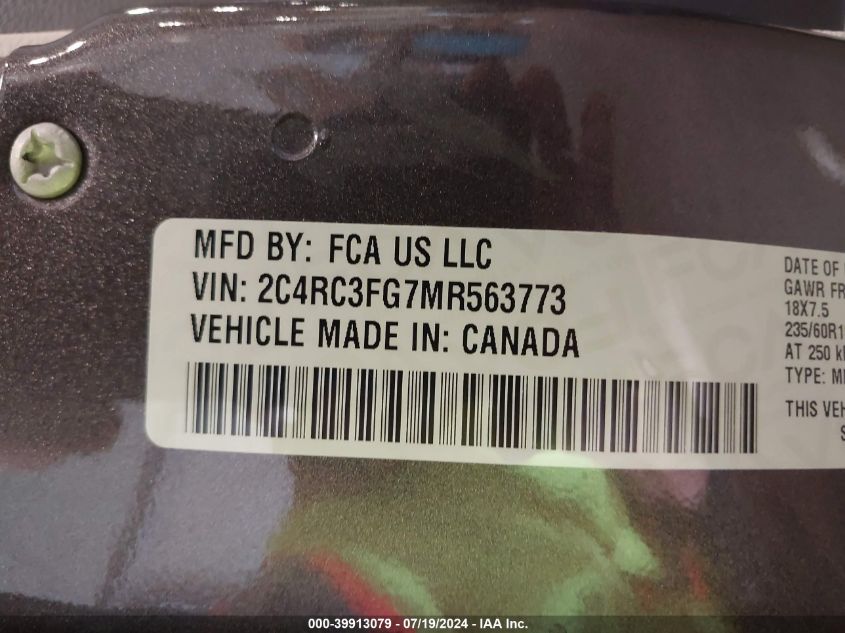 MFD BY: FCA US LLC
VIN: 2C4RC3FG7MR563773
VEHICLE MADE IN: CANADA
DATE OF
GAWR FR
18X7.5
235/60R1
AT 250
TYPE:
THIS VEH
000-39913079 - 07/19/2024 - IAA Inc.